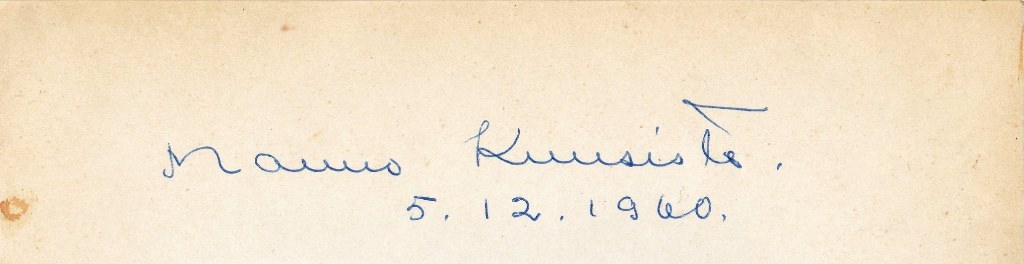 Mauno Kuusisto.
5. 12. 1960.